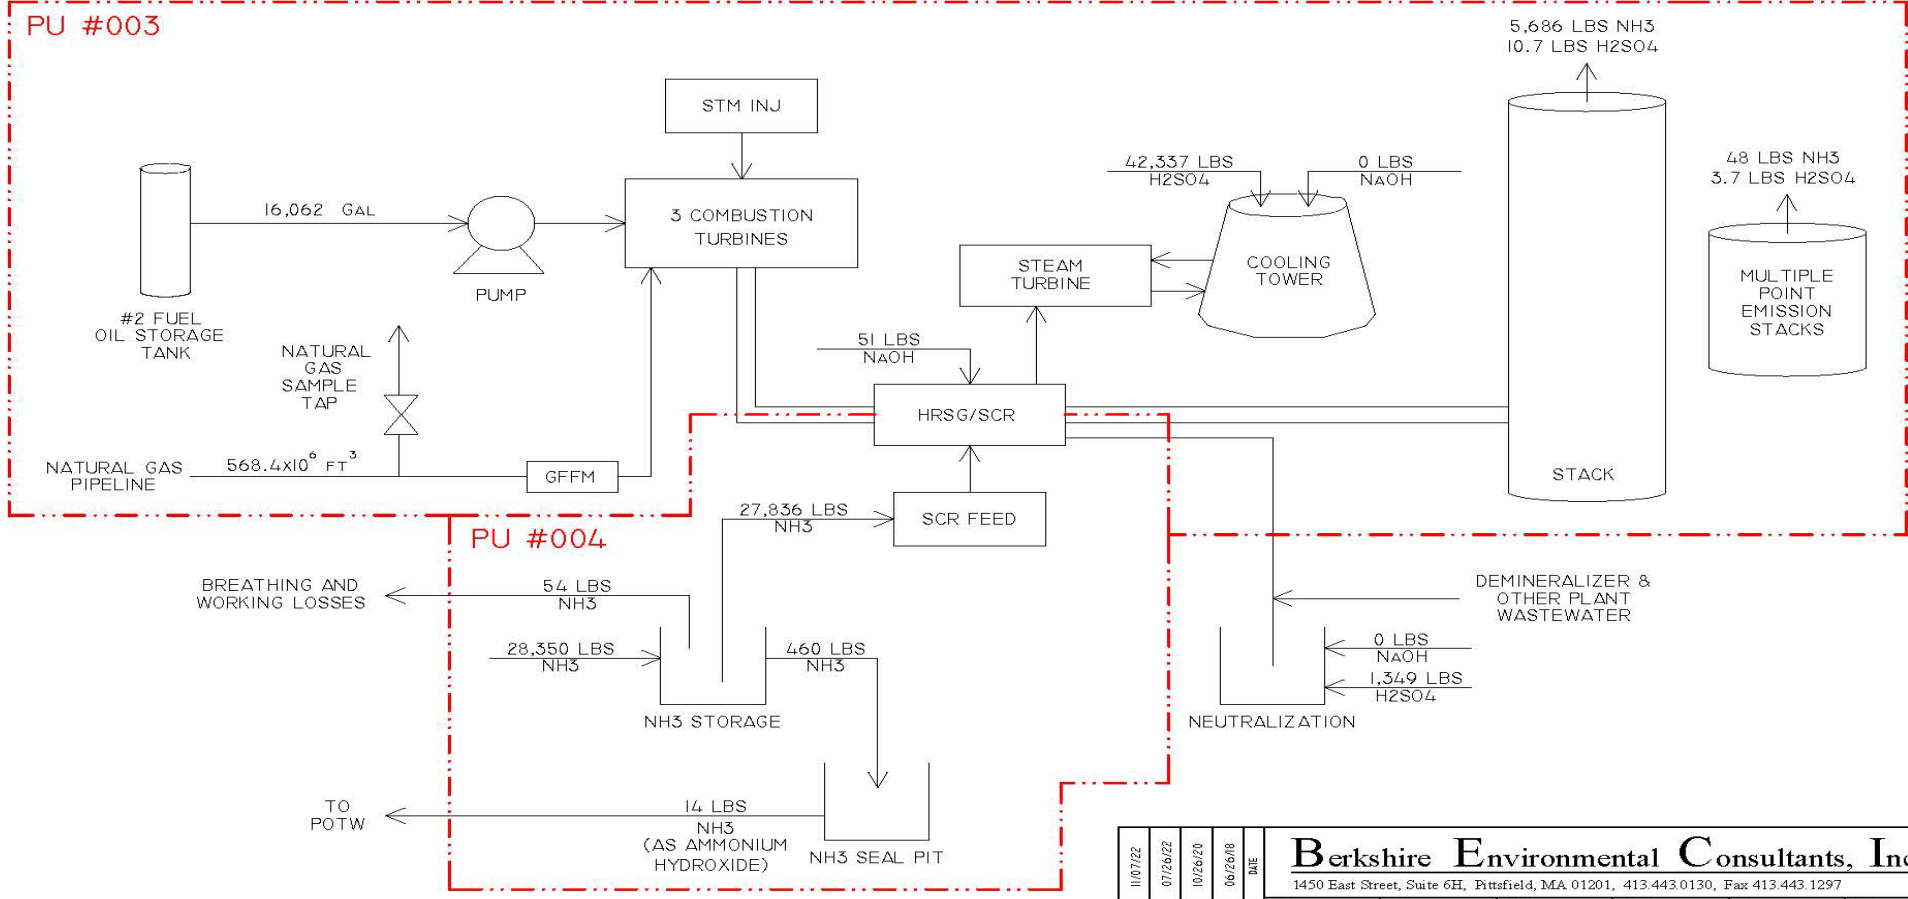 PU #003
5,686 LBS NH3
10.7 LBS H2SO4
STM INJ
42,337 LBS
H2SO4
0 LBS
NAOH
48 LBS NH3
3.7 LBS H2SO4
16,062 GAL
3 COMBUSTION
TURBINES
PUMP
STEAM
TURBINE
COOLING
TOWER
MULTIPLE
POINT
EMISSION
STACKS
#2 FUEL
OIL STORAGE
TANK
NATURAL
GAS
SAMPLE
TAP
51 LBS
NAOH
HRSG/SCR
NATURAL GAS
PIPELINE
568.4X10⁶ FT³
GFFM
STACK
PU #004
27,836 LBS
NH3
SCR FEED
BREATHING AND
WORKING LOSSES
54 LBS
NH3
DEMINERALIZER &
OTHER PLANT
WASTEWATER
28,350 LBS
NH3
460 LBS
NH3
0 LBS
NAOH
1,349 LBS
H2SO4
NH3 STORAGE
NEUTRALIZATION
TO
POTW
14 LBS
NH3
(AS AMMONIUM
HYDROXIDE)
NH3 SEAL PIT
11/07/22
07/26/22
10/26/20
06/26/18
DATE
Berkshire Environmental Consultants, Inc
1450 East Street, Suite 6H, Pittsfield, MA 01201, 413.443.0130, Fax 413.443.1297